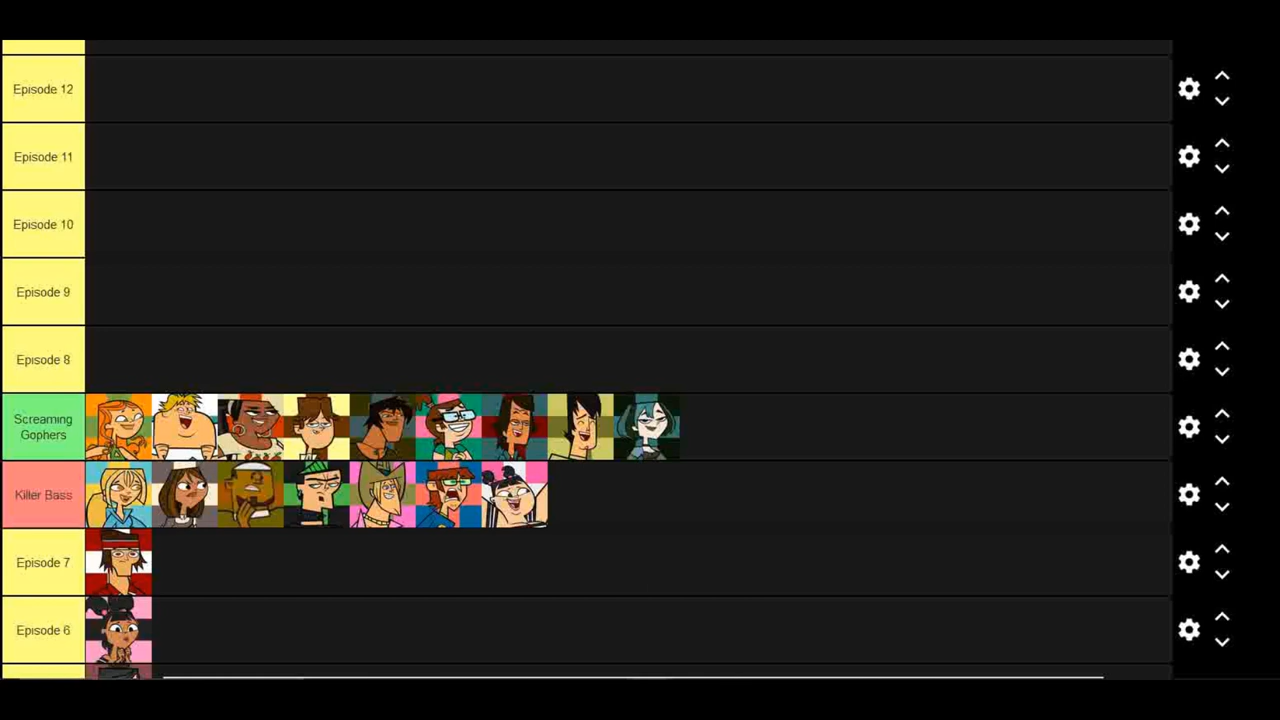 Episode 12
Episode 11
Episode 10
Episode 9
Episode 8
Screaming
Gophers
Killer Bass
Episode 7
Episode 6